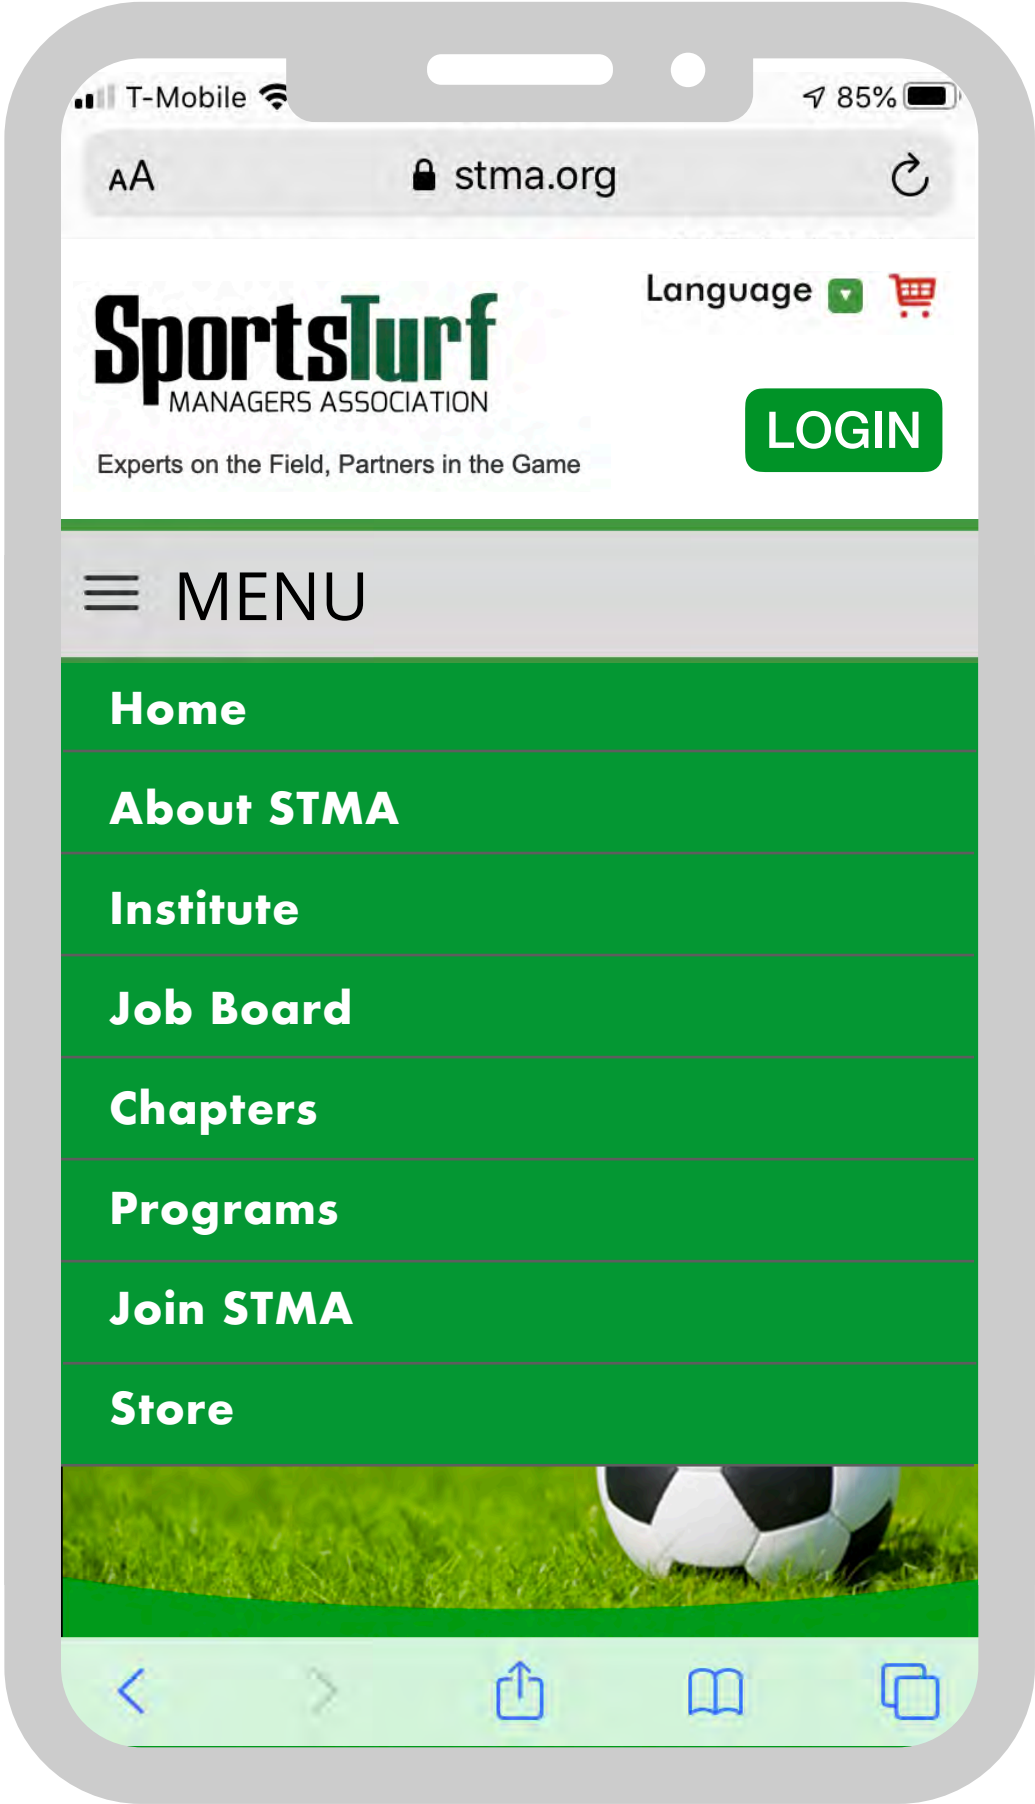 T-Mobile
85%
AA
stma.org
Language
SportsTurf
MANAGERS ASSOCIATION
LOGIN
Experts on the Field, Partners in the Game
MENU
Home
About STMA
Institute
Job Board
Chapters
Programs
Join STMA
Store